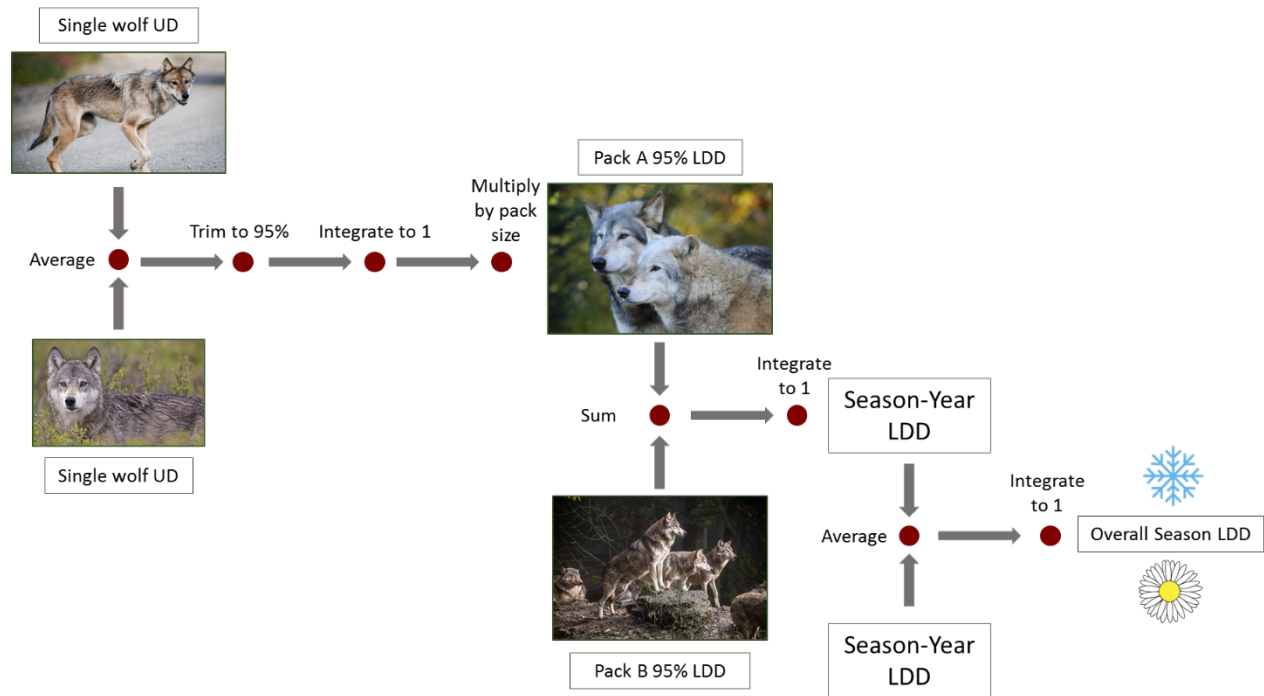 Single wolf UD
Average
Trim to 95%
Integrate to 1
Multiply
by pack
size
Single wolf UD
Pack A 95% LDD
Sum
Integrate
to 1
Pack B 95% LDD
Season-Year
LDD
Average
Integrate
to 1
Season-Year
LDD
Overall Season LDD